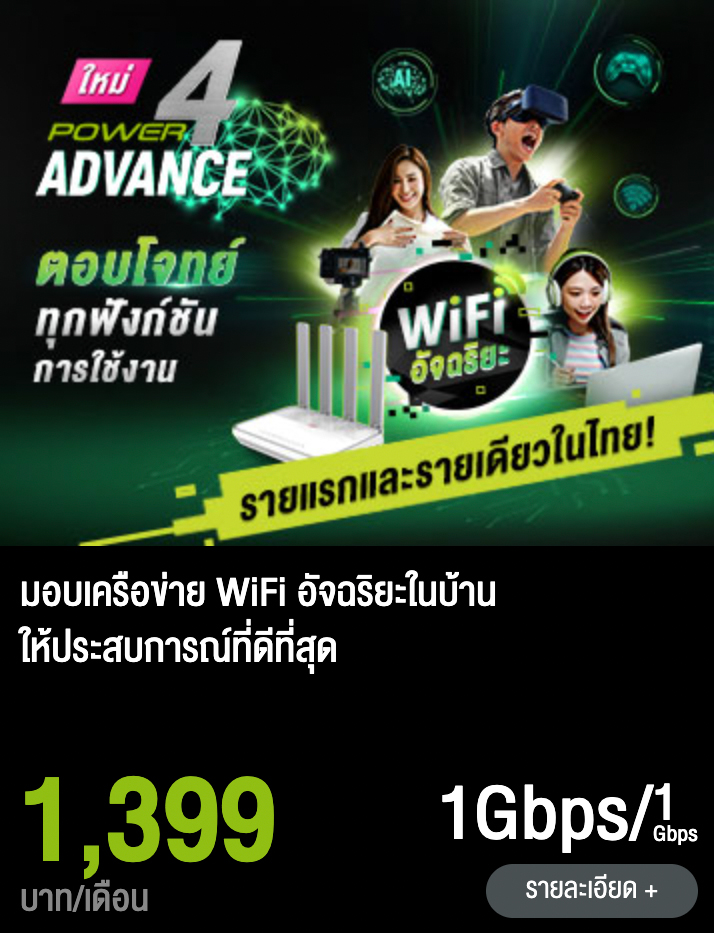 ใหม่
POWER4
ADVANCE
ตอบโจทย์
ทุกฟังก์ชัน
การใช้งาน
AI
WiFi
อัจฉริยะ
รายแรกและรายเดียวในไทย!
มอบเครือข่าย WiFi อัจฉริยะในบ้าน
ให้ประสบการณ์ที่ดีที่สุด
1,399
บาท/เดือน
1Gbps/1 Gbps
รายละเอียด +